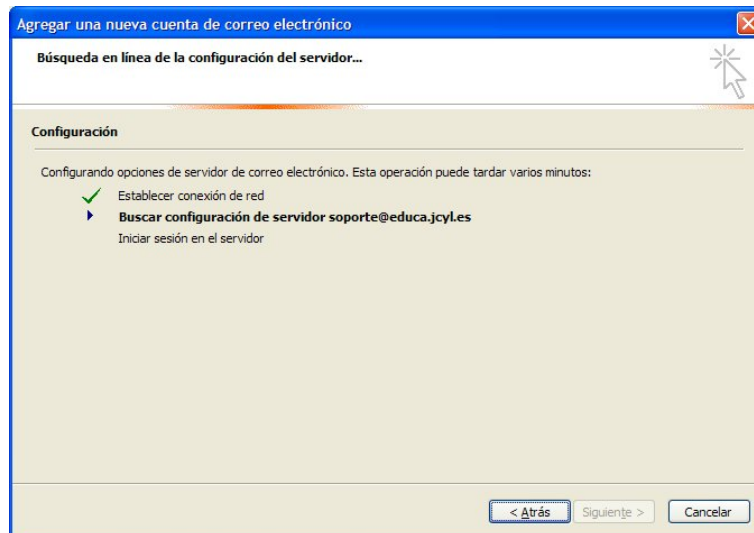 Agregar una nueva cuenta de correo electrónico
Búsqueda en línea de la configuración del servidor...
Configuración
Configurando opciones de servidor de correo electrónico. Esta operación puede tardar varios minutos:
Establecer conexión de red
Buscar configuración de servidor soporte@educa.jcyl.es
Iniciar sesión en el servidor
< Atrás Siguiente > Cancelar